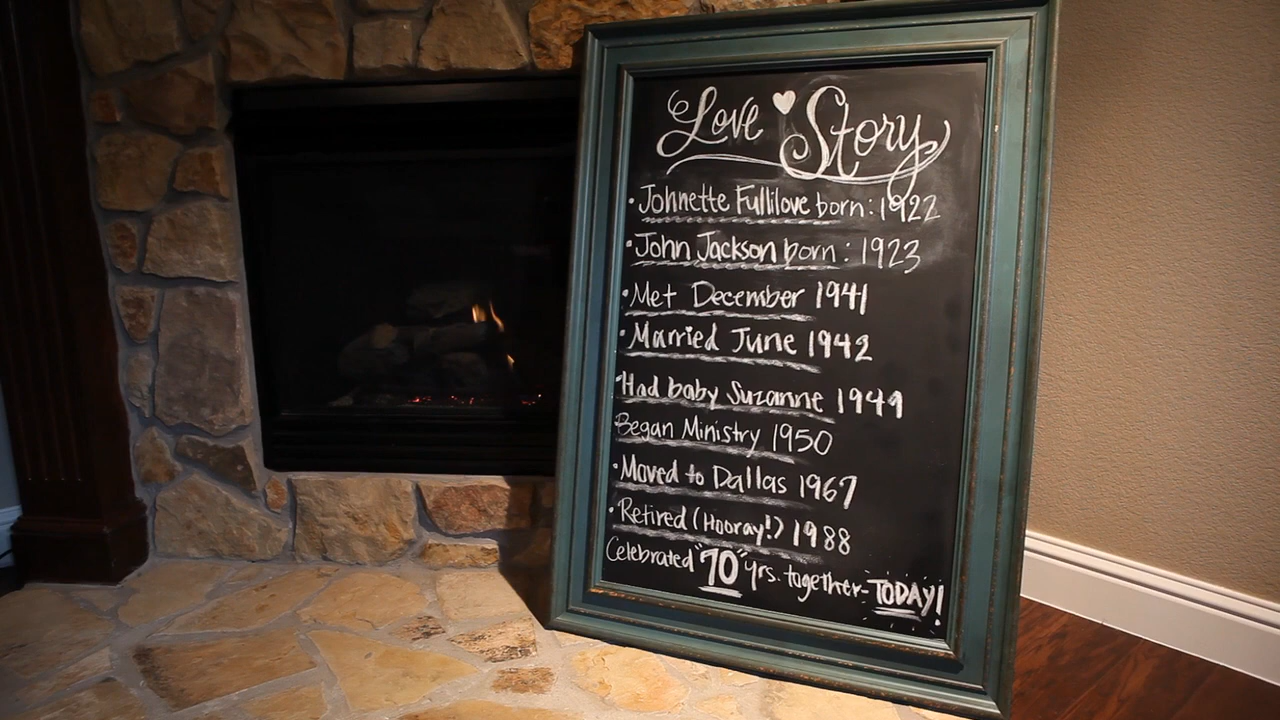 Love Story
• Johnette Fullilove born: 1922
• John Jackson born: 1923
• Met December 1941
• Married June 1942
• Had baby Suzanne 1949
Began Ministry 1950
• Moved to Dallas 1967
• Retired (Hooray!) 1988
Celebrated "70" yrs. together-TODAY!